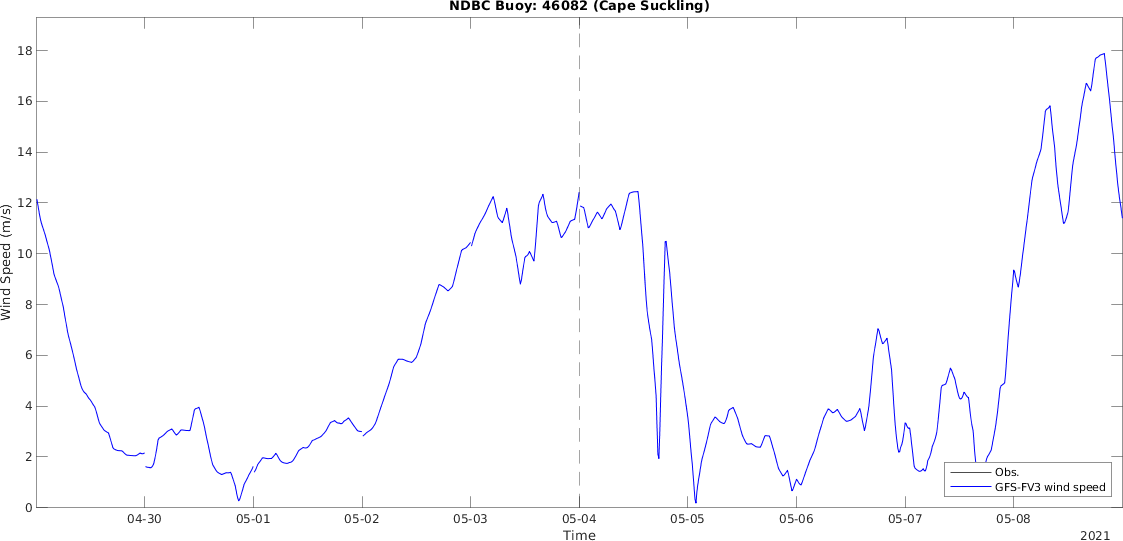 NDBC Buoy: 46082 (Cape Suckling)
18
16
14
12
10
8
6
4
2
0
Wind Speed (m/s)
04-30 05-01 05-02 05-03 05-04 05-05 05-06 05-07 05-08
Time
2021
Obs.
GFS-FV3 wind speed